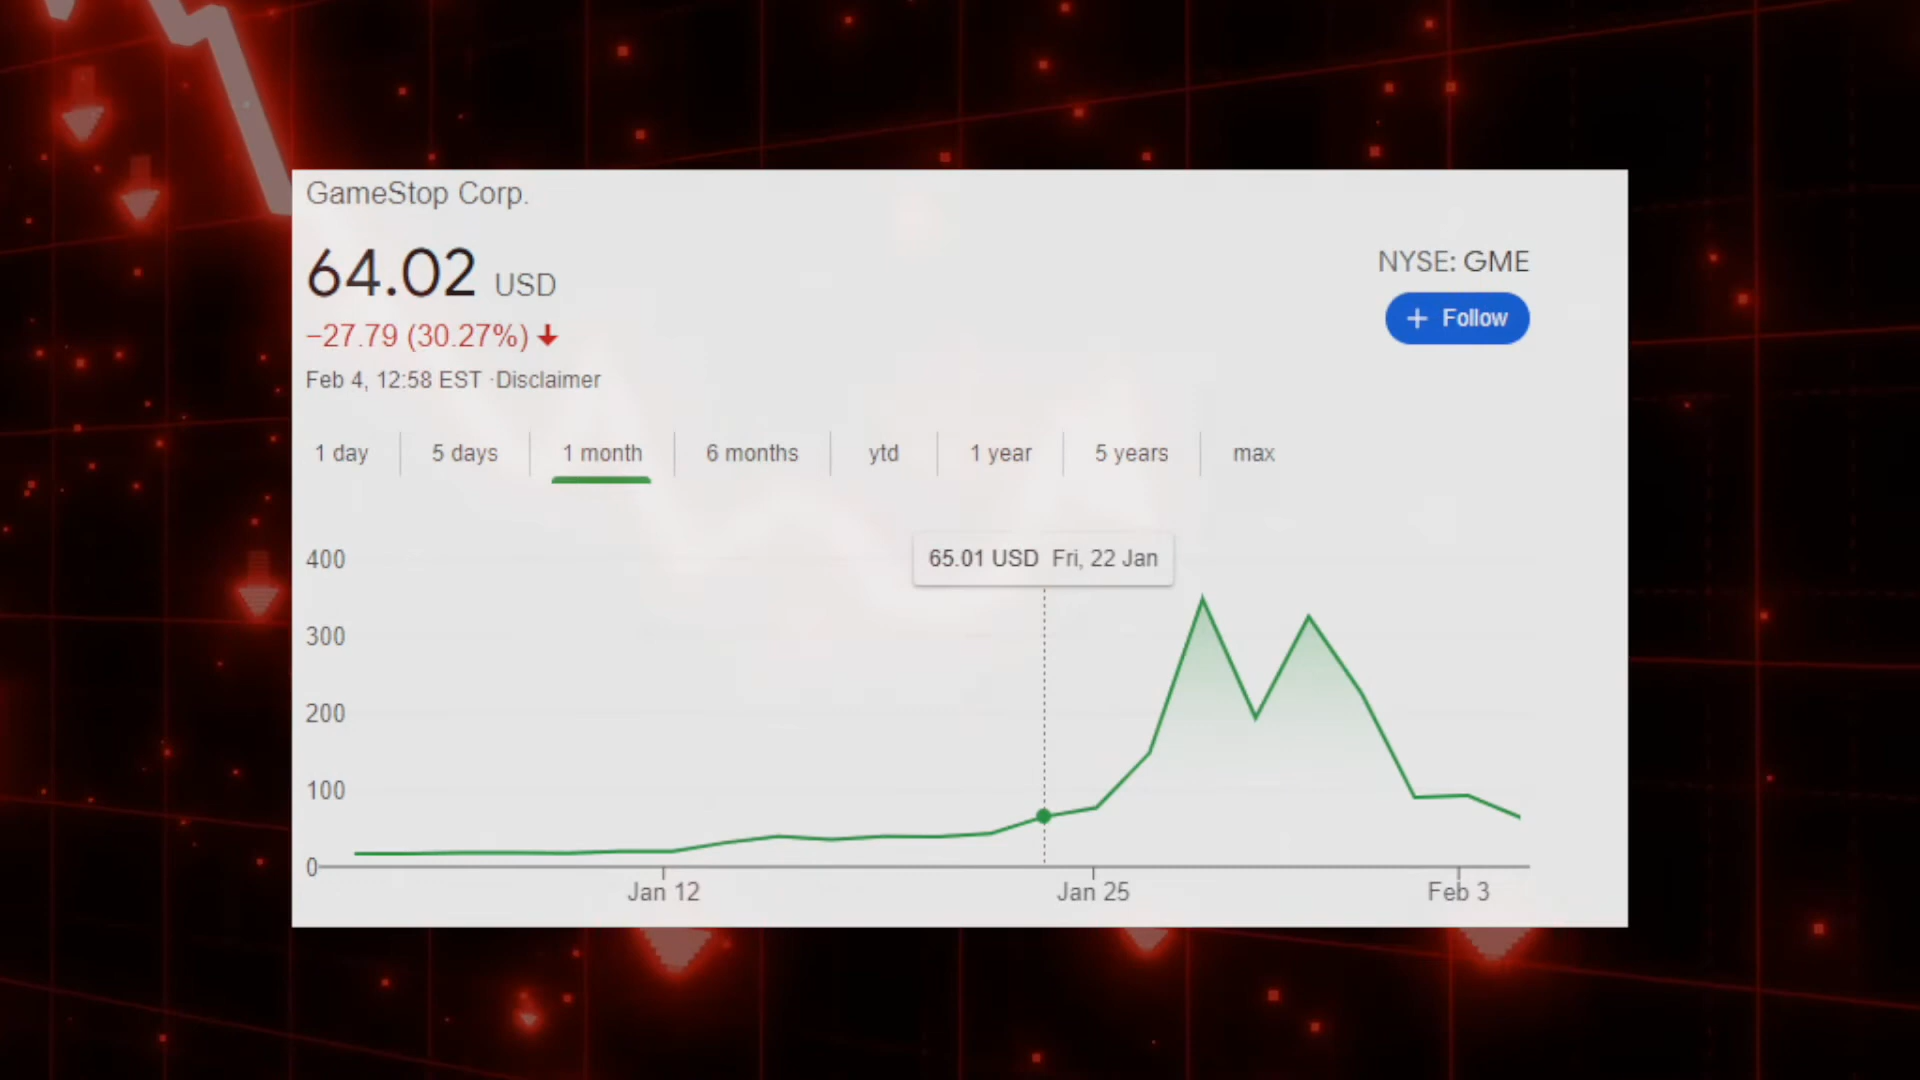 GameStop Corp.
64.02 USD
NYSE: GME
−27.79 (30.27%)
+ Follow
Feb 4, 12:58 EST ·Disclaimer
1 day 5 days 1 month 6 months ytd 1 year 5 years max
65.01 USD Fri, 22 Jan
400
300
200
100
0
Jan 12 Jan 25 Feb 3